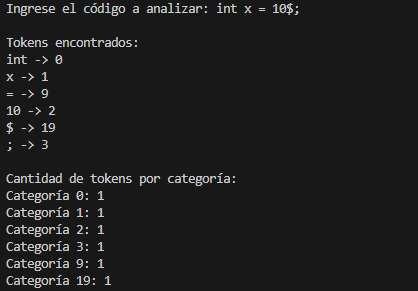 Ingrese el código a analizar: int x = 10$;
Tokens encontrados:
int -> 0
x -> 1
= -> 9
10 -> 2
$ -> 19
; -> 3
Cantidad de tokens por categoría:
Categoría 0: 1
Categoría 1: 1
Categoría 2: 1
Categoría 3: 1
Categoría 9: 1
Categoría 19: 1